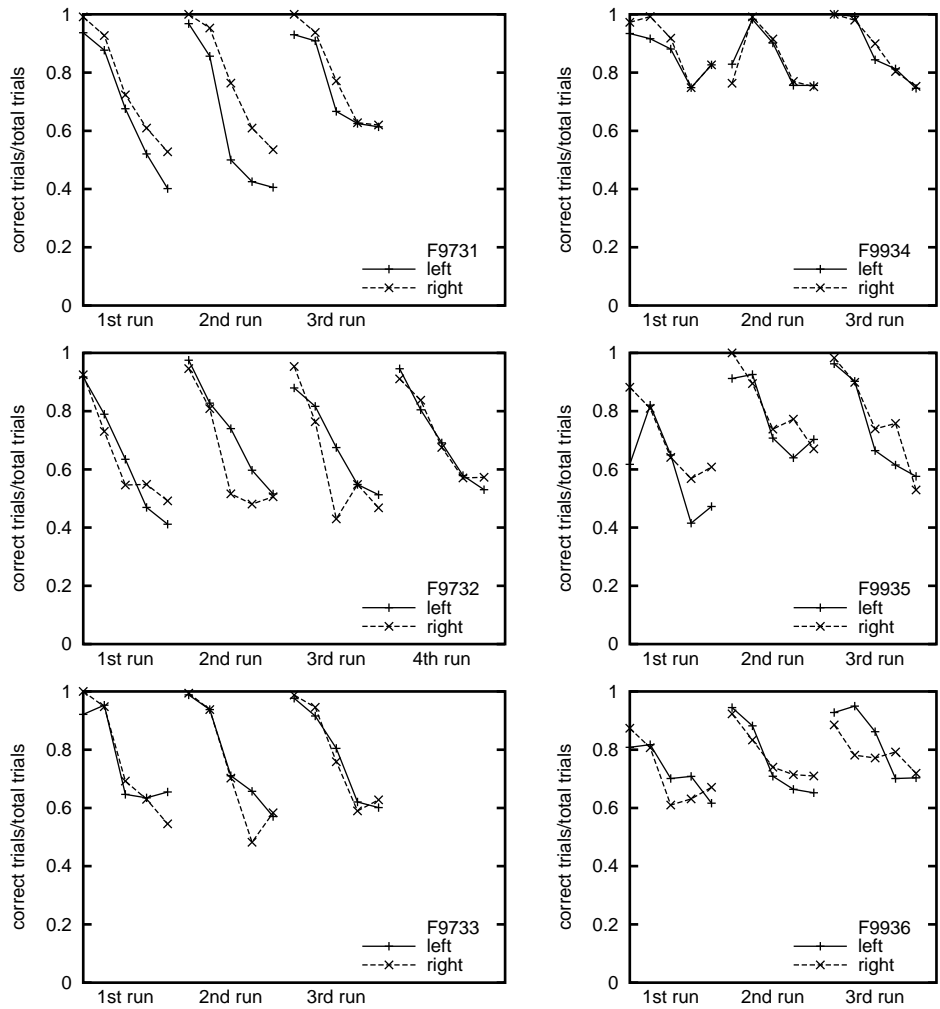 correct trials/total trials
1
0.8
0.6
0.4
0.2
0
F9731
left
right
1st run 2nd run 3rd run
correct trials/total trials
1
0.8
0.6
0.4
0.2
0
F9934
left
right
1st run 2nd run 3rd run
correct trials/total trials
1
0.8
0.6
0.4
0.2
0
F9732
left
right
1st run 2nd run 3rd run 4th run
correct trials/total trials
1
0.8
0.6
0.4
0.2
0
F9935
left
right
1st run 2nd run 3rd run
correct trials/total trials
1
0.8
0.6
0.4
0.2
0
F9733
left
right
1st run 2nd run 3rd run
correct trials/total trials
1
0.8
0.6
0.4
0.2
0
F9936
left
right
1st run 2nd run 3rd run